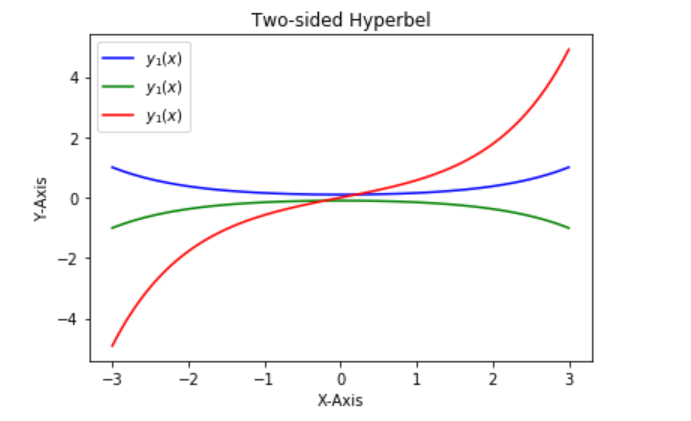 Two-sided Hyperbel
y₁(x)
y₁(x)
y₁(x)
4
2
0
−2
−4
Y-Axis
−3 −2 −1 0 1 2 3
X-Axis